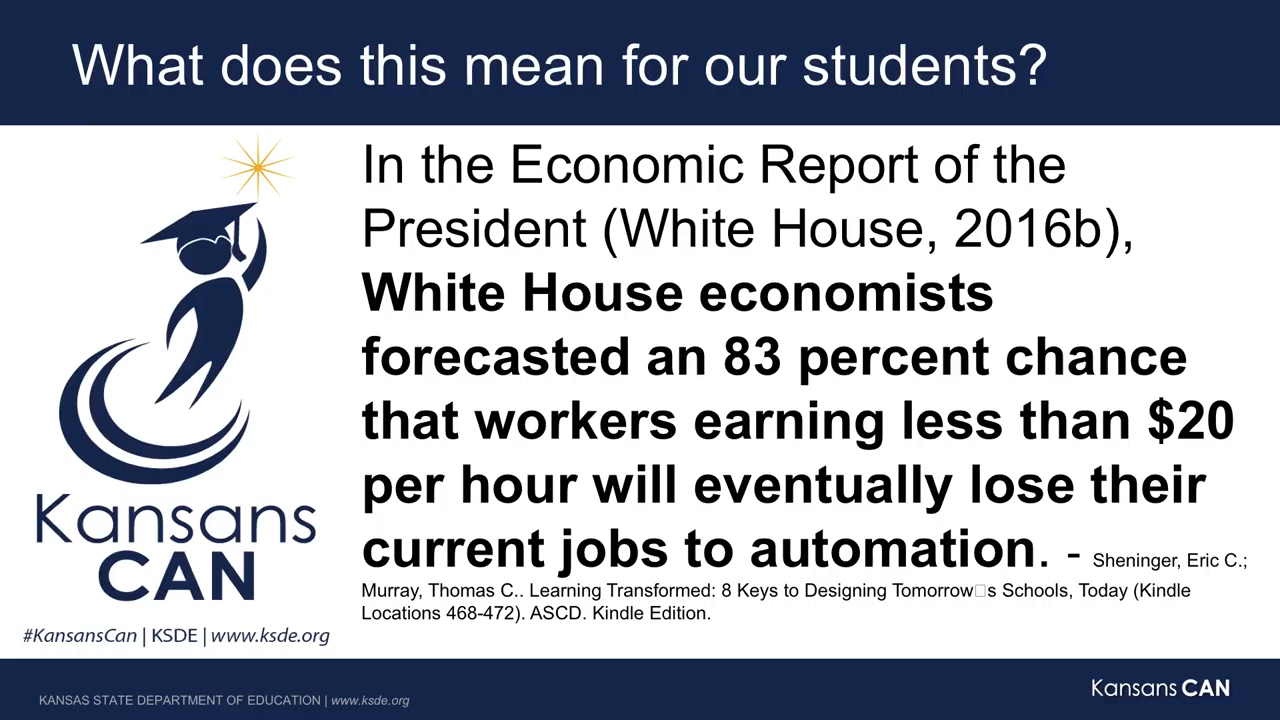 What does this mean for our students?
In the Economic Report of the
President (White House, 2016b),
White House economists
forecasted an 83 percent chance
that workers earning less than $20
per hour will eventually lose their
current jobs to automation. - Sheninger, Eric C.;
Murray, Thomas C.. Learning Transformed: 8 Keys to Designing Tomorrow□s Schools, Today (Kindle
Locations 468-472). ASCD. Kindle Edition.
Kansans
CAN
#KansansCan | KSDE | www.ksde.org
KANSAS STATE DEPARTMENT OF EDUCATION | www.ksde.org
Kansans CAN